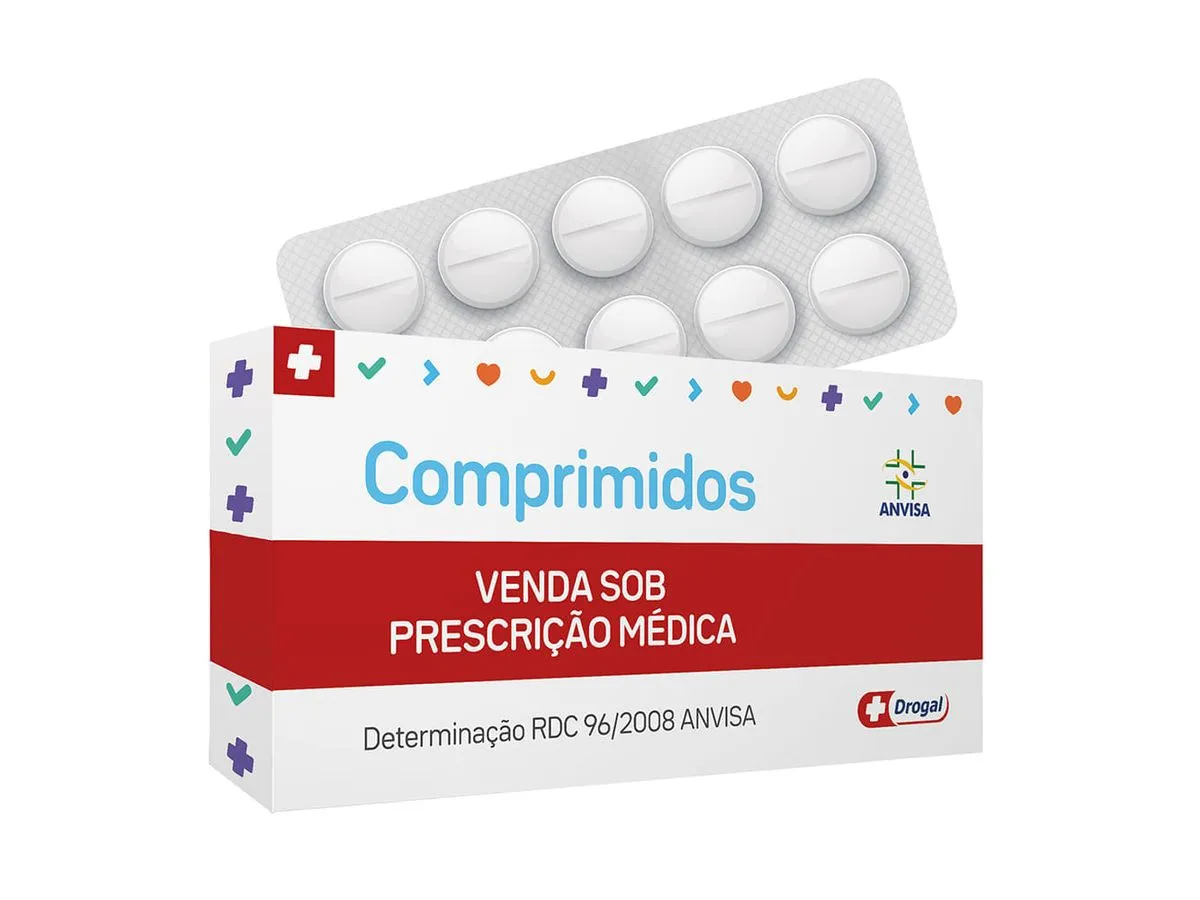 Comprimidos
ANVISA
VENDA SOB
PRESCRIÇÃO MÉDICA
Determinação RDC 96/2008 ANVISA
Drogal